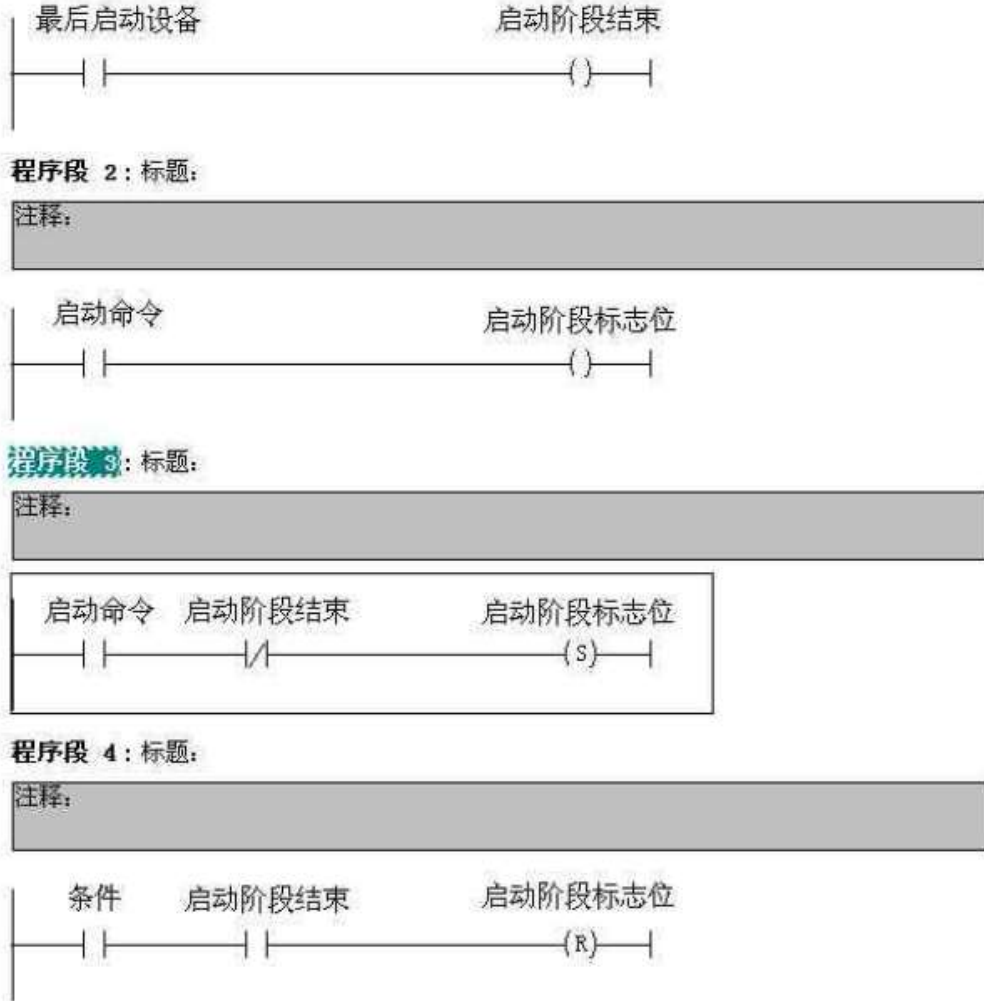 最后启动设备 启动阶段结束
( )
程序段 2:标题:
注释:
启动命令 启动阶段标志位
( )
程序段 3:标题:
注释:
启动命令 启动阶段结束 启动阶段标志位
(S)
程序段 4:标题:
注释:
条件 启动阶段结束 启动阶段标志位
(R)